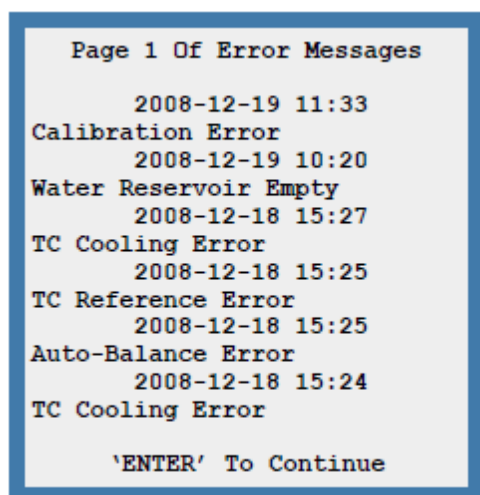 Page 1 Of Error Messages
2008-12-19 11:33
Calibration Error
2008-12-19 10:20
Water Reservoir Empty
2008-12-18 15:27
TC Cooling Error
2008-12-18 15:25
TC Reference Error
2008-12-18 15:25
Auto-Balance Error
2008-12-18 15:24
TC Cooling Error
‘ENTER’ To Continue